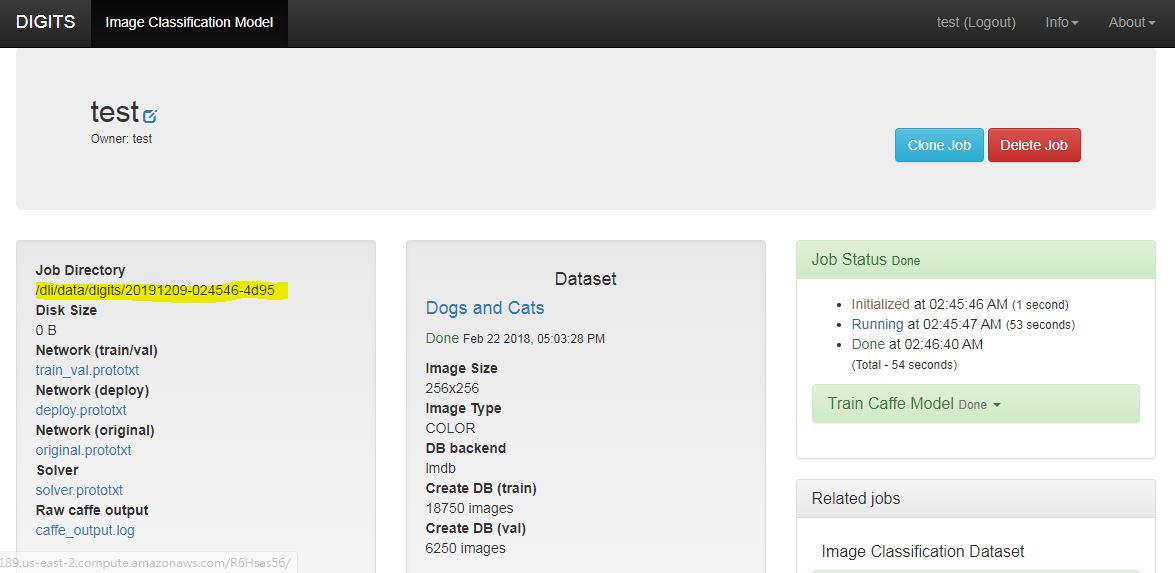 DIGITS Image Classification Model test (Logout) Info About
test
Owner: test
Clone Job Delete Job
Job Directory
/dli/data/digits/20191209-024546-4d95
Disk Size
0 B
Network (train/val)
train_val.prototxt
Network (deploy)
deploy.prototxt
Network (original)
original.prototxt
Solver
solver.prototxt
Raw caffe output
caffe_output.log
Dataset
Dogs and Cats
Done Feb 22 2018, 05:03:28 PM
Image Size
256x256
Image Type
COLOR
DB backend
lmdb
Create DB (train)
18750 images
Create DB (val)
6250 images
Job Status Done
Initialized at 02:45:46 AM (1 second)
Running at 02:45:47 AM (53 seconds)
Done at 02:46:40 AM
(Total - 54 seconds)
Train Caffe Model Done
Related jobs
Image Classification Dataset
189.us-east-2.compute.amazonaws.com/R6Hsas56/